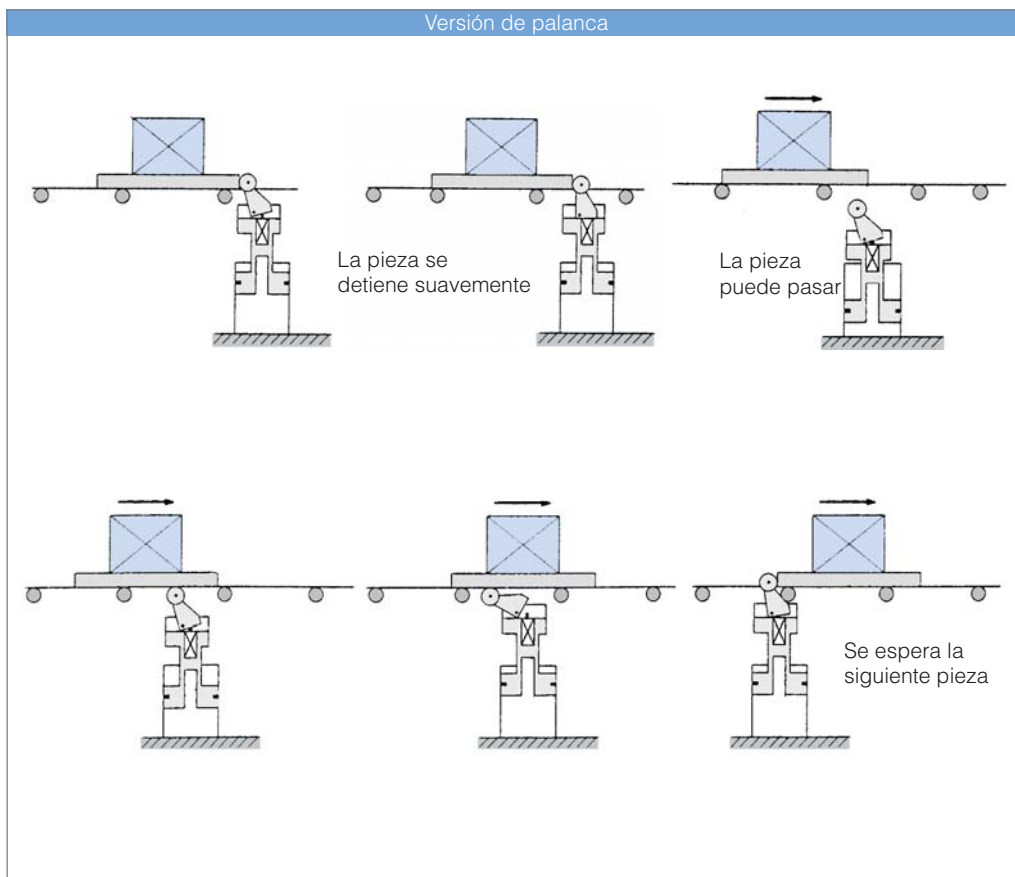 Versión de palanca
La pieza se
detiene suavemente
La pieza
puede pasar
Se espera la
siguiente pieza